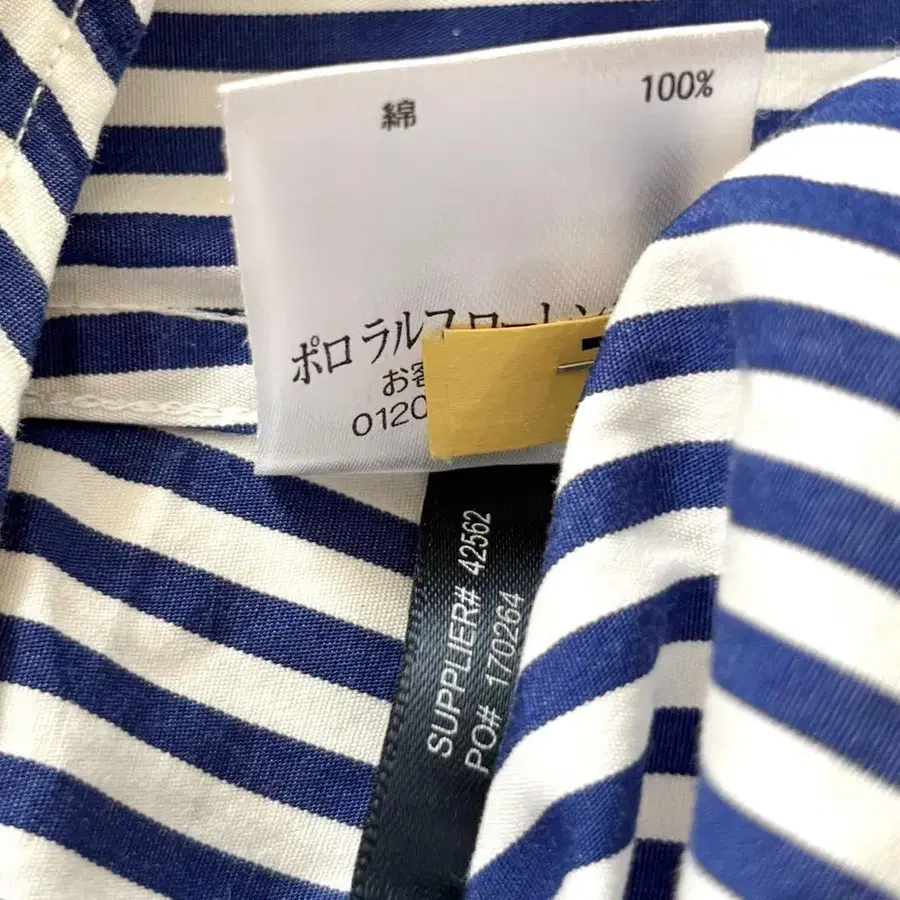 綿 100%
ポロ ラルフ ローレン
お客
0120
SUPPLIER# 42562
PO# 170264